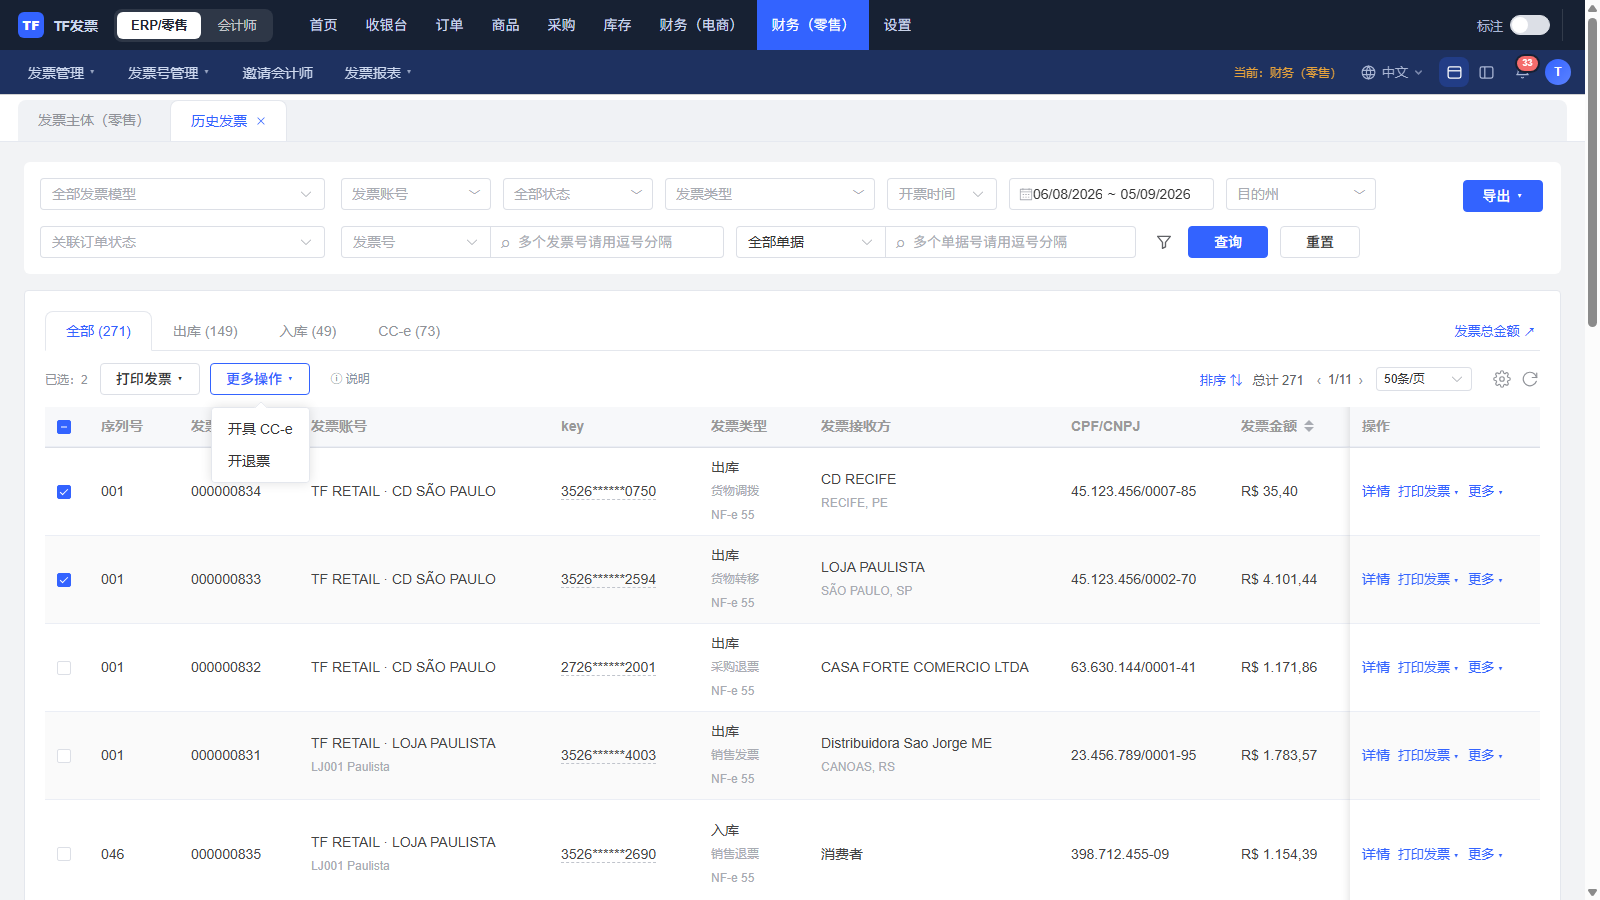 TF TF发票 ERP/零售 会计师 首页 收银台 订单 商品 采购 库存 财务（电商） 财务（零售） 设置 标注
发票管理 发票号管理 邀请会计师 发票报表 当前：财务（零售） 中文 33 T
发票主体（零售） 历史发票 ×
全部发票模型 发票账号 全部状态 发票类型 开票时间 06/08/2026 ~ 05/09/2026 目的州 导出
关联订单状态 发票号 多个发票号请用逗号分隔 全部单据 多个单据号请用逗号分隔 查询 重置
全部 (271) 出库 (149) 入库 (49) CC-e (73) 发票总金额 ↗
已选：2 打印发票 更多操作 说明 排序 总计 271 ‹ 1/11 › 50条/页
序列号 发票 发票账号 key 发票类型 发票接收方 CPF/CNPJ 发票金额 操作
开具 CC-e
开退票
001 000000834 TF RETAIL · CD SÃO PAULO 3526******0750 出库 CD RECIFE 45.123.456/0007-85 R$ 35,40 详情 打印发票 更多
货物调拨 RECIFE, PE
NF-e 55
001 000000833 TF RETAIL · CD SÃO PAULO 3526******2594 出库 LOJA PAULISTA 45.123.456/0002-70 R$ 4.101,44 详情 打印发票 更多
货物转移 SÃO PAULO, SP
NF-e 55
001 000000832 TF RETAIL · CD SÃO PAULO 2726******2001 出库 CASA FORTE COMERCIO LTDA 63.630.144/0001-41 R$ 1.171,86 详情 打印发票 更多
采购退票
NF-e 55
001 000000831 TF RETAIL · LOJA PAULISTA 3526******4003 出库 Distribuidora Sao Jorge ME 23.456.789/0001-95 R$ 1.783,57 详情 打印发票 更多
LJ001 Paulista 销售发票 CANOAS, RS
NF-e 55
046 000000835 TF RETAIL · LOJA PAULISTA 3526******2690 入库 消费者 398.712.455-09 R$ 1.154,39 详情 打印发票 更多
LJ001 Paulista 销售退票
NF-e 55